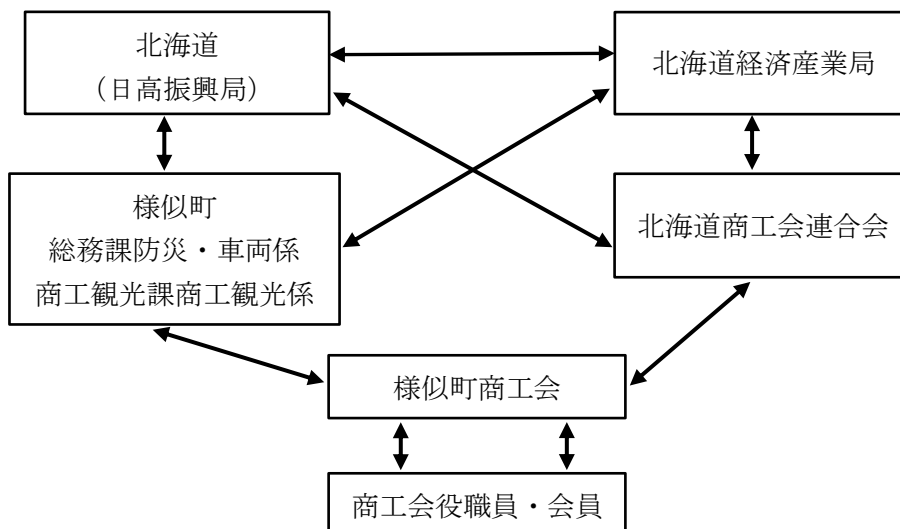 北海道
（日高振興局）
北海道経済産業局
様似町
総務課防災・車両係
商工観光課商工観光係
北海道商工会連合会
様似町商工会
商工会役職員・会員